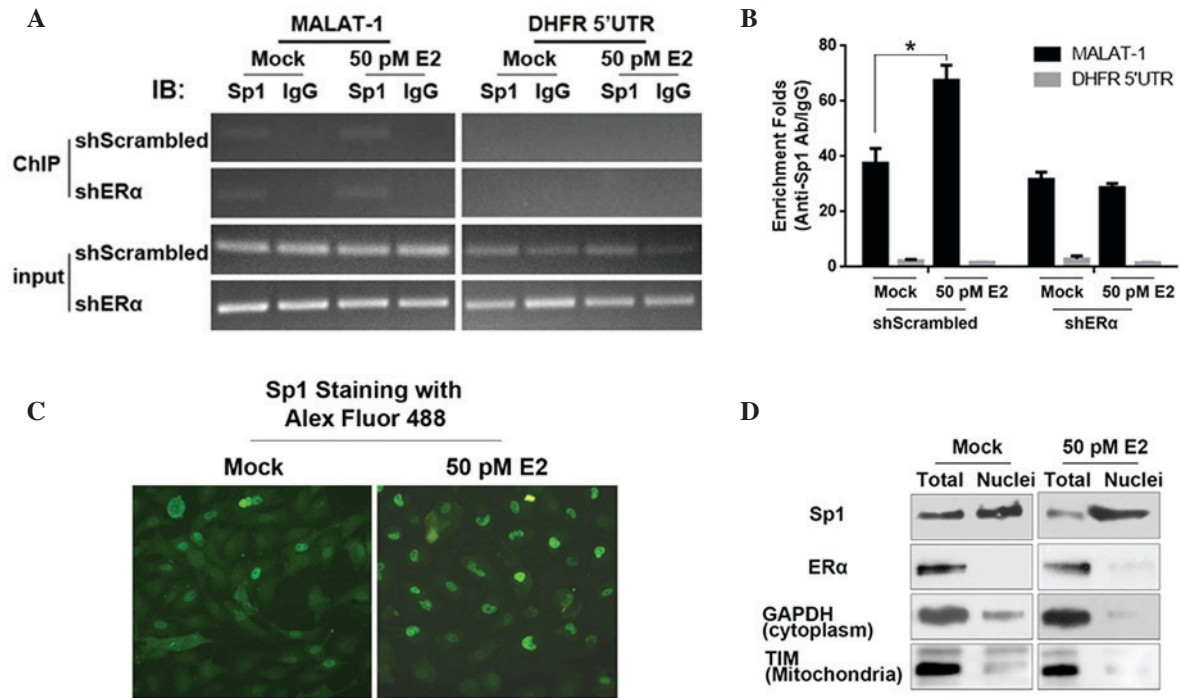 A
MALAT-1 DHFR 5'UTR
Mock 50 pM E2 Mock 50 pM E2
IB: Sp1 IgG Sp1 IgG Sp1 IgG Sp1 IgG
ChIP
shScrambled
shERα
input
shScrambled
shERα
B
80
60
40
20
0
Enrichment Folds
(Anti-Sp1 Ab/IgG)
*
MALAT-1
DHFR 5'UTR
Mock 50 pM E2 Mock 50 pM E2
shScrambled shERα
C
Sp1 Staining with
Alex Fluor 488
Mock 50 pM E2
D
Mock 50 pM E2
Total Nuclei Total Nuclei
Sp1
ERα
GAPDH
(cytoplasm)
TIM
(Mitochondria)